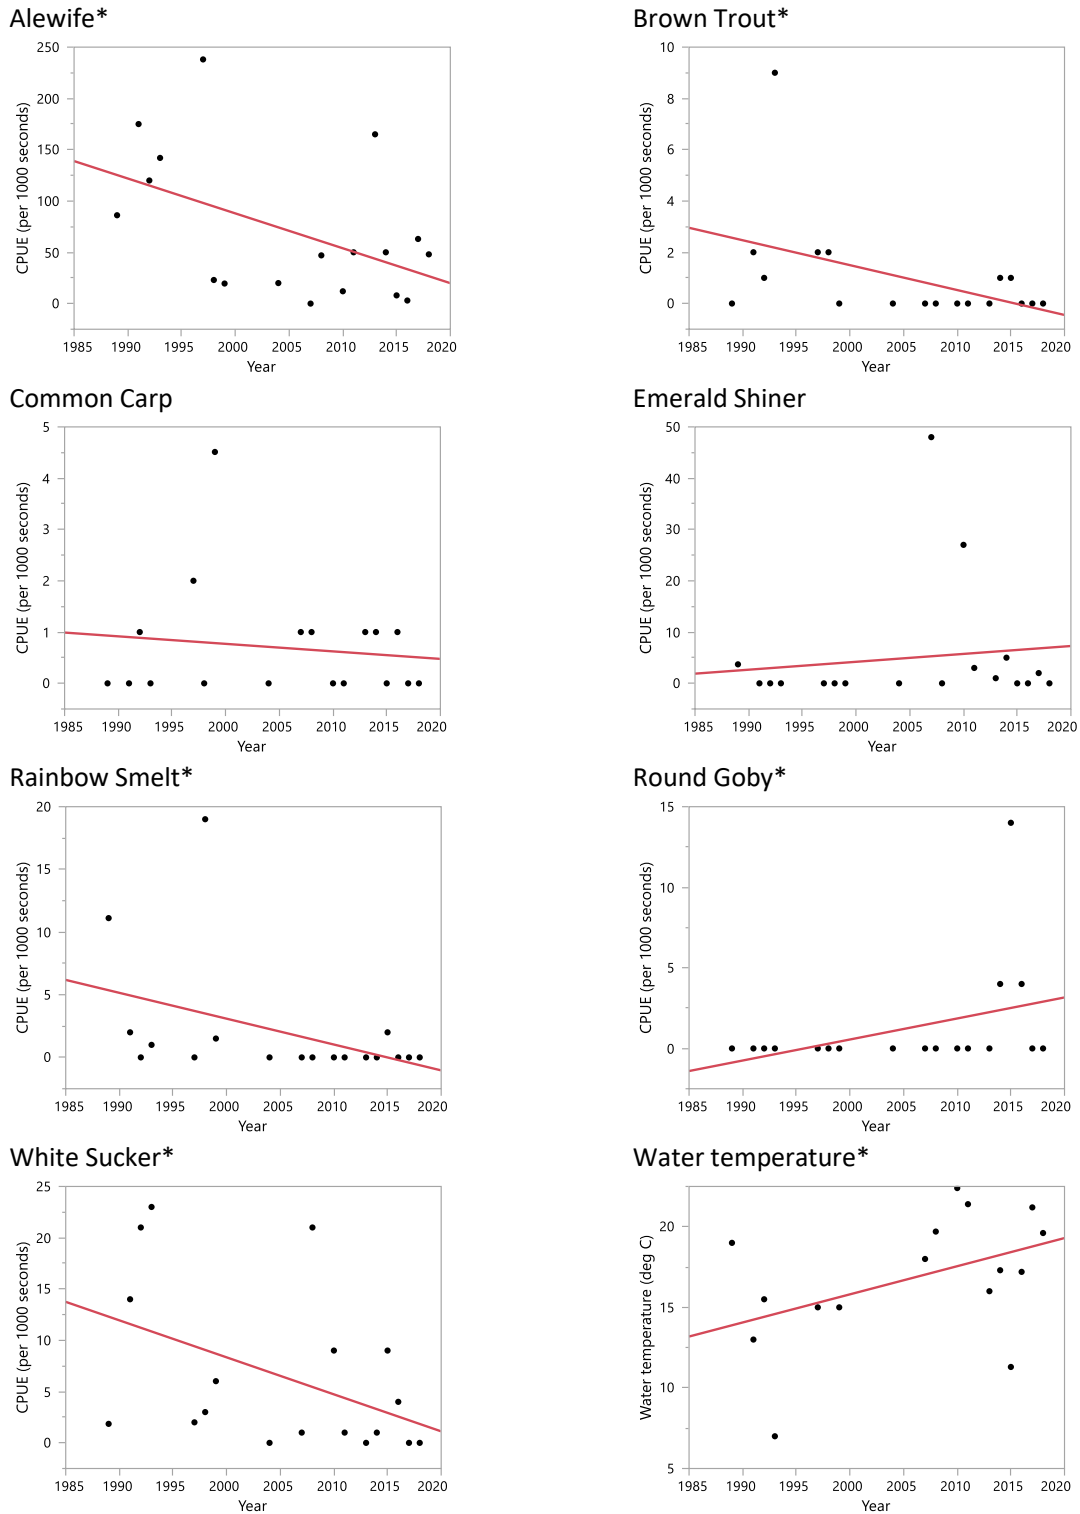 Alewife*
CPUE (per 1000 seconds)
250
200
150
100
50
0
1985 1990 1995 2000 2005 2010 2015 2020
Year
Brown Trout*
CPUE (per 1000 seconds)
10
8
6
4
2
0
1985 1990 1995 2000 2005 2010 2015 2020
Year
Common Carp
CPUE (per 1000 seconds)
5
4
3
2
1
0
1985 1990 1995 2000 2005 2010 2015 2020
Year
Emerald Shiner
CPUE (per 1000 seconds)
50
40
30
20
10
0
1985 1990 1995 2000 2005 2010 2015 2020
Year
Rainbow Smelt*
CPUE (per 1000 seconds)
20
15
10
5
0
1985 1990 1995 2000 2005 2010 2015 2020
Year
Round Goby*
CPUE (per 1000 seconds)
15
10
5
0
1985 1990 1995 2000 2005 2010 2015 2020
Year
White Sucker*
CPUE (per 1000 seconds)
25
20
15
10
5
0
1985 1990 1995 2000 2005 2010 2015 2020
Year
Water temperature*
Water temperature (deg C)
20
15
10
5
1985 1990 1995 2000 2005 2010 2015 2020
Year